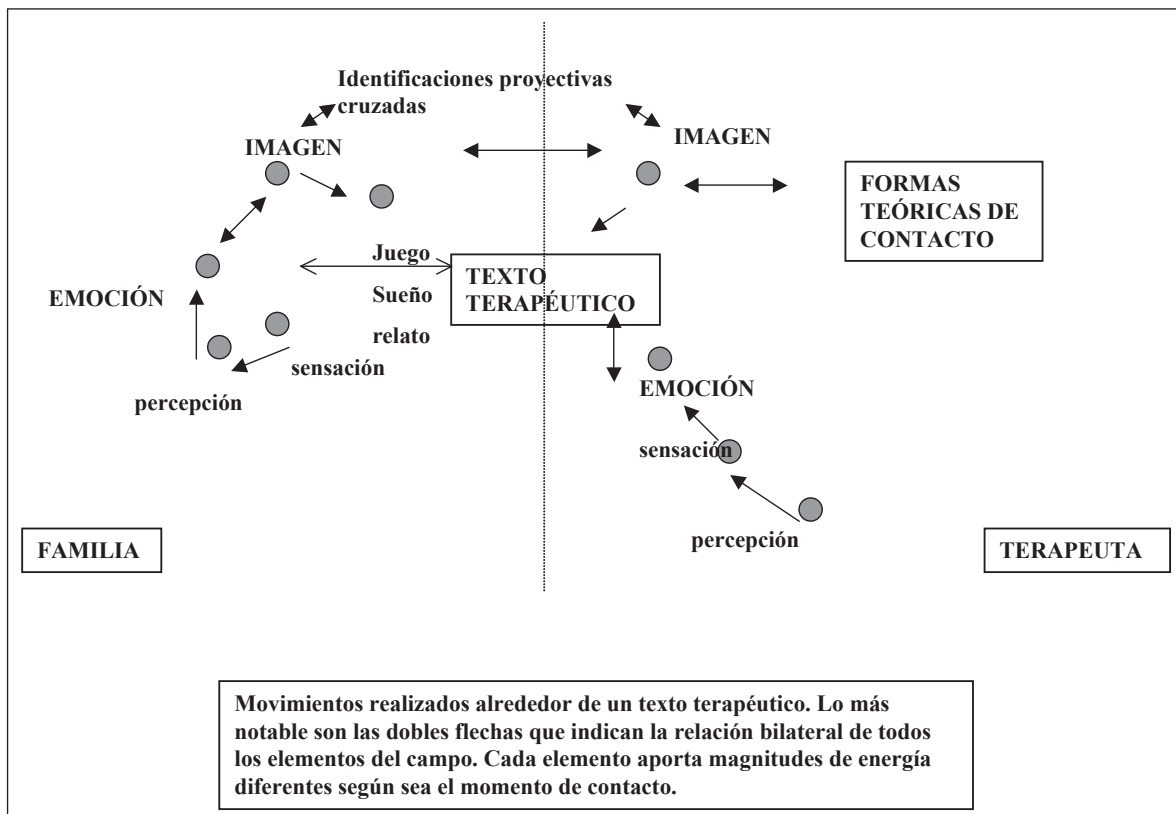 Identificaciones proyectivas
cruzadas
IMAGEN
IMAGEN
FORMAS
TEÓRICAS DE
CONTACTO
Juego
Sueño
relato
TEXTO
TERAPÉUTICO
EMOCIÓN
sensación
percepción
EMOCIÓN
sensación
percepción
FAMILIA
TERAPEUTA
Movimientos realizados alrededor de un texto terapéutico. Lo más
notable son las dobles flechas que indican la relación bilateral de todos
los elementos del campo. Cada elemento aporta magnitudes de energía
diferentes según sea el momento de contacto.